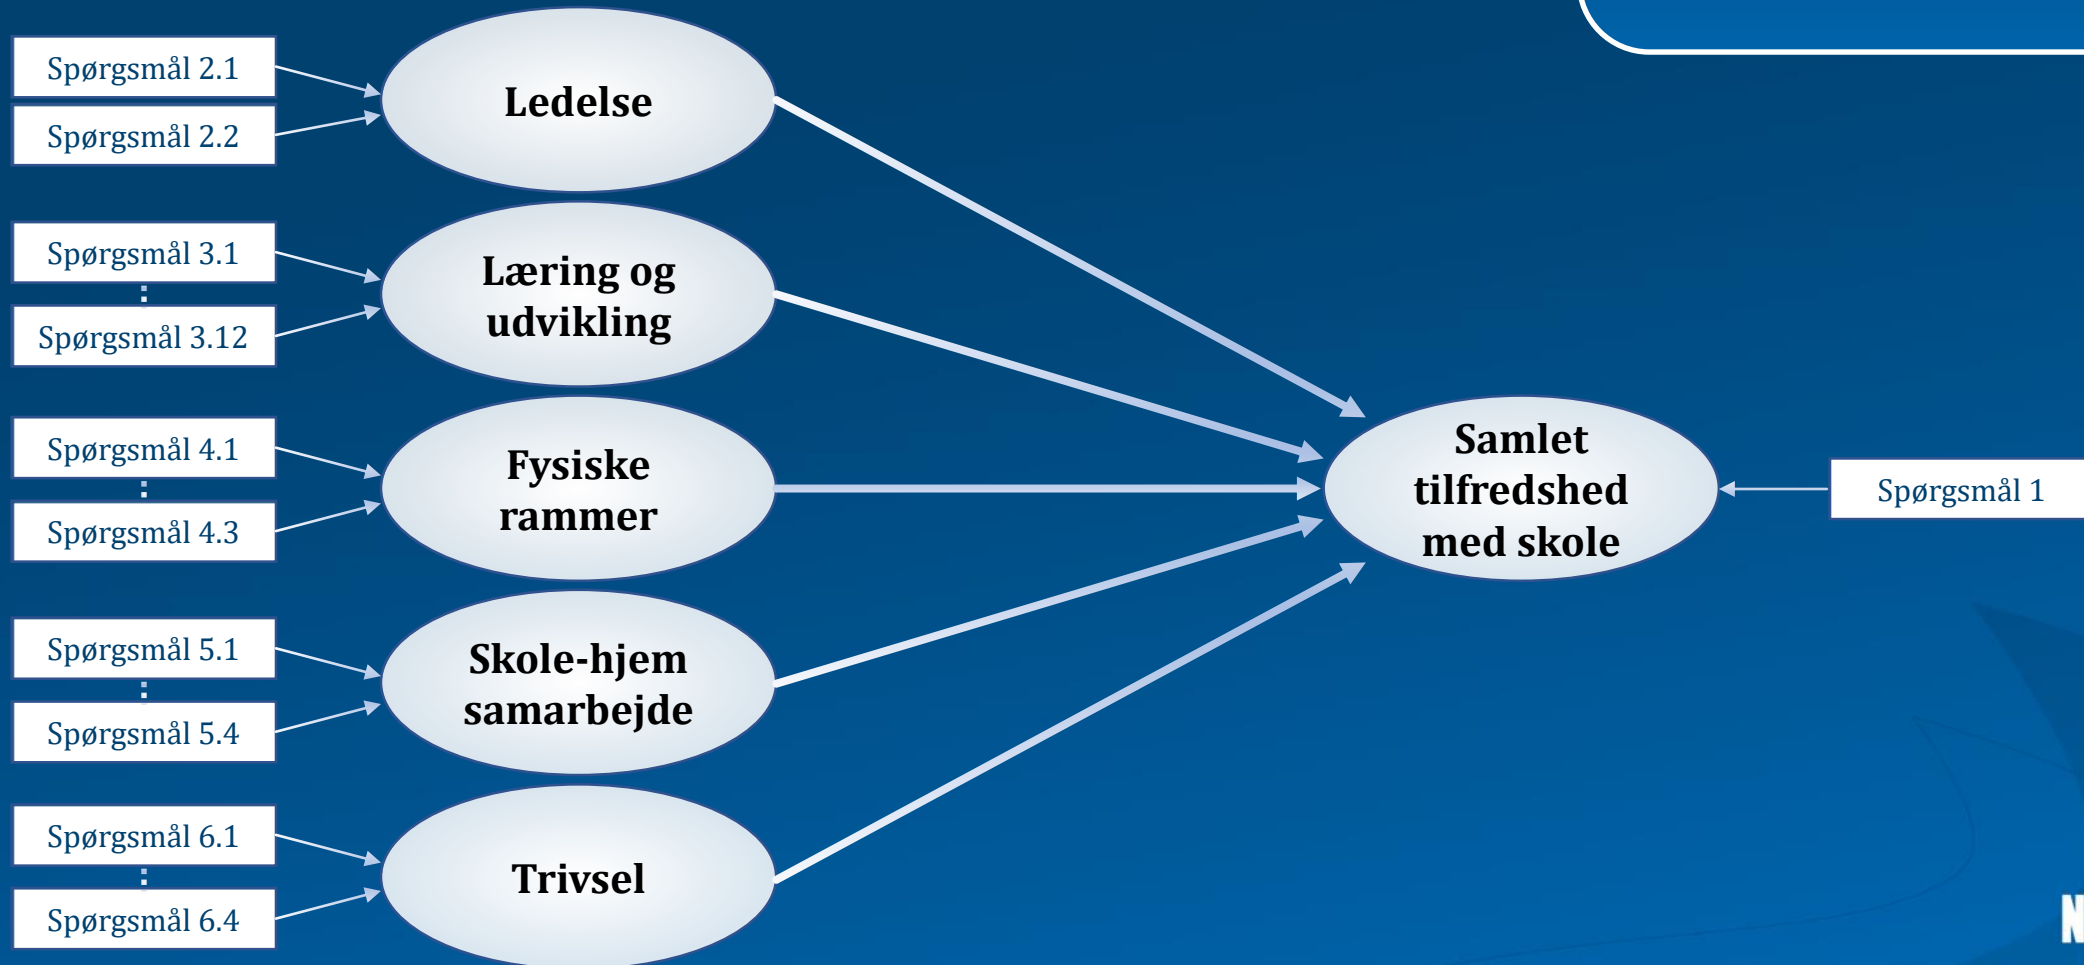 Spørgsmål 2.1
Spørgsmål 2.2
Ledelse
Spørgsmål 3.1
Spørgsmål 3.12
Læring og
udvikling
Spørgsmål 4.1
Spørgsmål 4.3
Fysiske
rammer
Spørgsmål 5.1
Spørgsmål 5.4
Skole-hjem
samarbejde
Spørgsmål 6.1
Spørgsmål 6.4
Trivsel
Samlet
tilfredshed
med skole
Spørgsmål 1
N